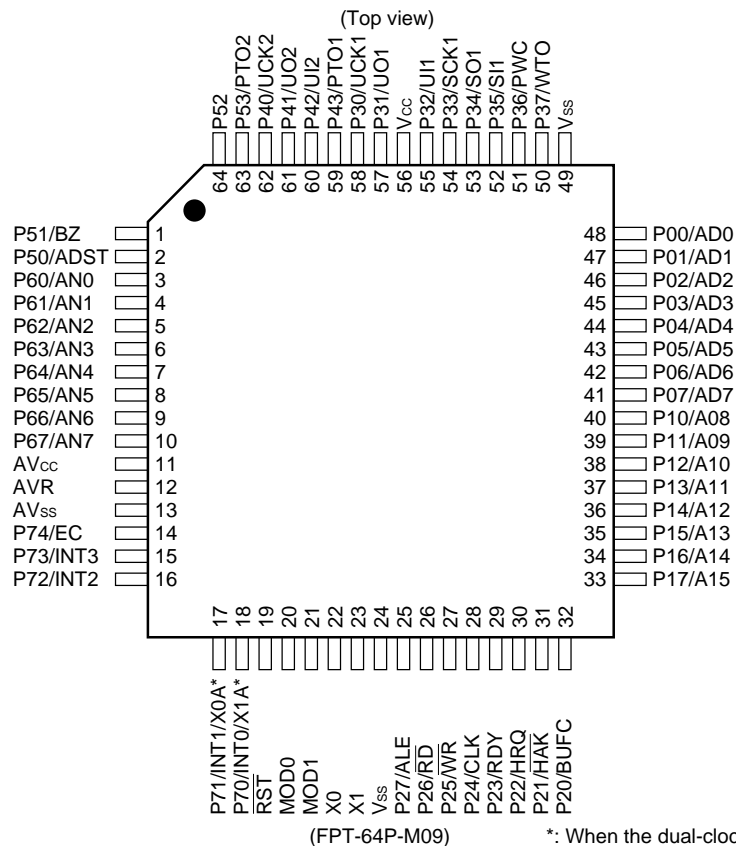 (Top view)
P52
P53/PTO2
P40/UCK2
P41/UO2
P42/UI2
P43/PTO1
P30/UCK1
P31/UO1
Vcc
P32/UI1
P33/SCK1
P34/SO1
P35/SI1
P36/PWC
P37/WTO
Vss
64 63 62 61 60 59 58 57 56 55 54 53 52 51 50 49
P51/BZ 1 48 P00/AD0
P50/ADST 2 47 P01/AD1
P60/AN0 3 46 P02/AD2
P61/AN1 4 45 P03/AD3
P62/AN2 5 44 P04/AD4
P63/AN3 6 43 P05/AD5
P64/AN4 7 42 P06/AD6
P65/AN5 8 41 P07/AD7
P66/AN6 9 40 P10/A08
P67/AN7 10 39 P11/A09
AVcc 11 38 P12/A10
AVR 12 37 P13/A11
AVss 13 36 P14/A12
P74/EC 14 35 P15/A13
P73/INT3 15 34 P16/A14
P72/INT2 16 33 P17/A15
17 18 19 20 21 22 23 24 25 26 27 28 29 30 31 32
P71/INT1/X0A*
P70/INT0/X1A*
RST
MOD0
MOD1
X0
X1
Vss
P27/ALE
P26/RD
P25/WR
P24/CLK
P23/RDY
P22/HRQ
P21/HAK
P20/BUFC
(FPT-64P-M09) *: When the dual-cloc